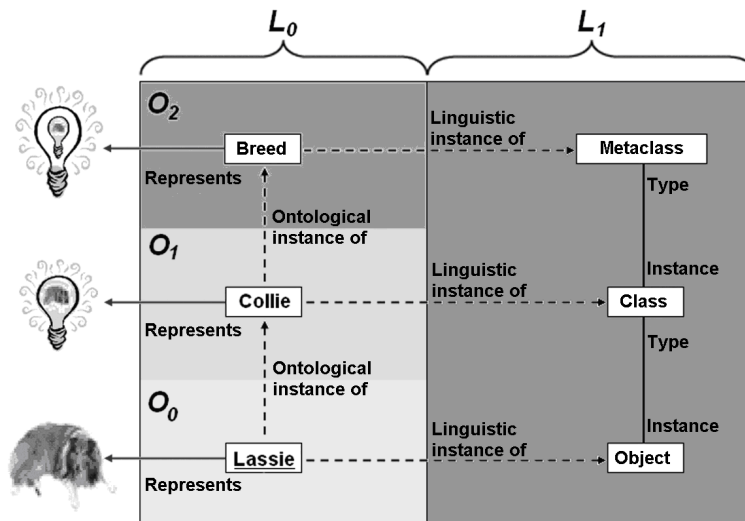 L0 L1
O2
Breed
Linguistic
instance of
Metaclass
Represents
Type
Ontological
instance of
O1
Collie
Linguistic
instance of
Instance
Class
Represents
Type
Ontological
instance of
O0
Lassie
Linguistic
instance of
Instance
Object
Represents